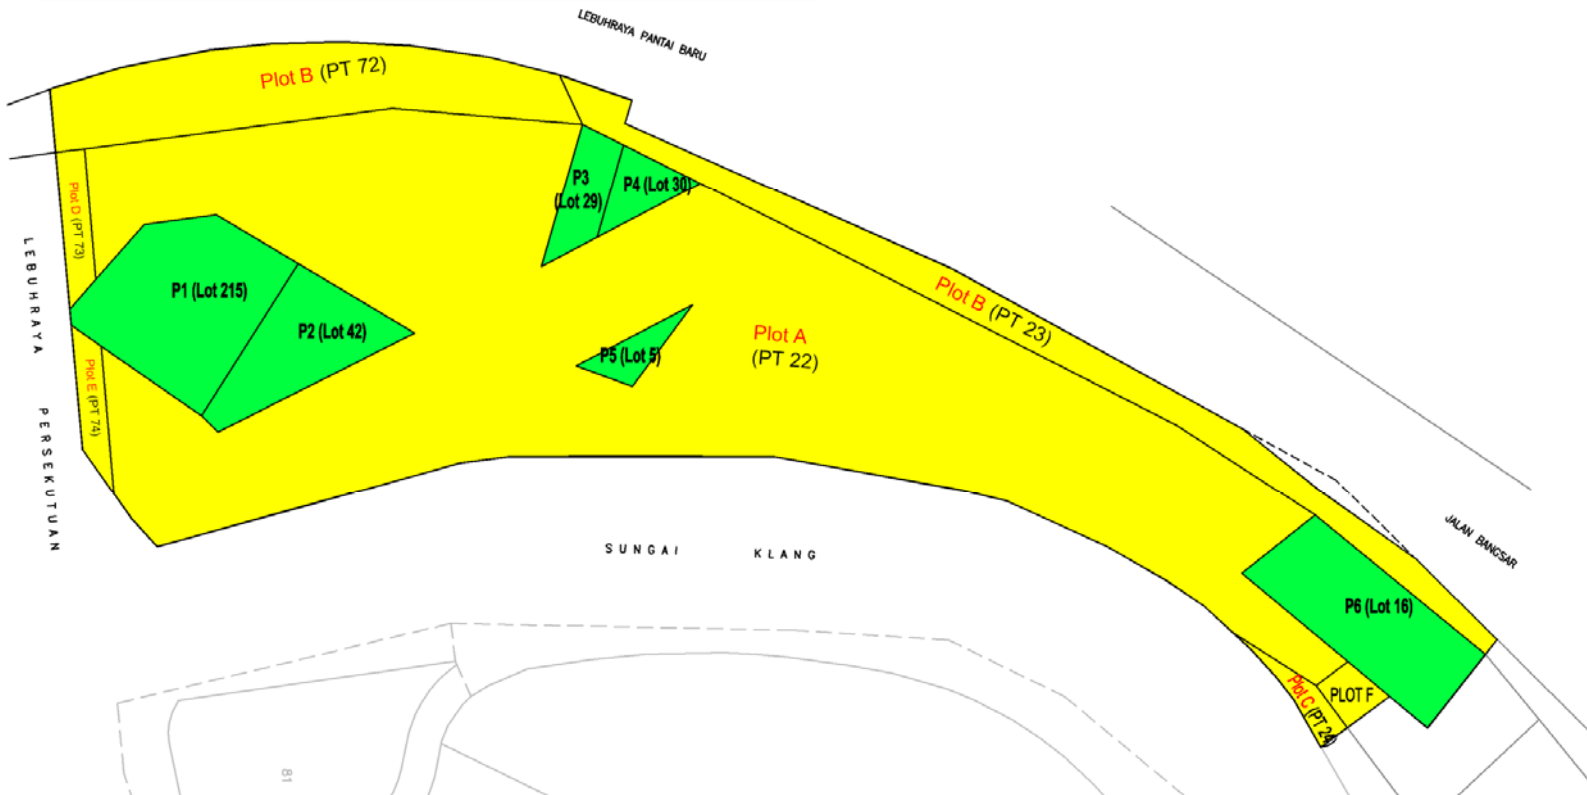 LEBUHRAYA PANTAI BARU
Plot B (PT 72)
P3
(Lot 29)
P4 (Lot 30)
Plot D (PT 73)
LEBUHRAYA PERSEKUTUAN
P1 (Lot 215)
P2 (Lot 42)
Plot B (PT 23)
Plot A
(PT 22)
P5 (Lot 5)
Plot E (PT 74)
SUNGAI KLANG
JALAN BANGSAR
P6 (Lot 16)
Plot C (PT 24)
PLOT F
81